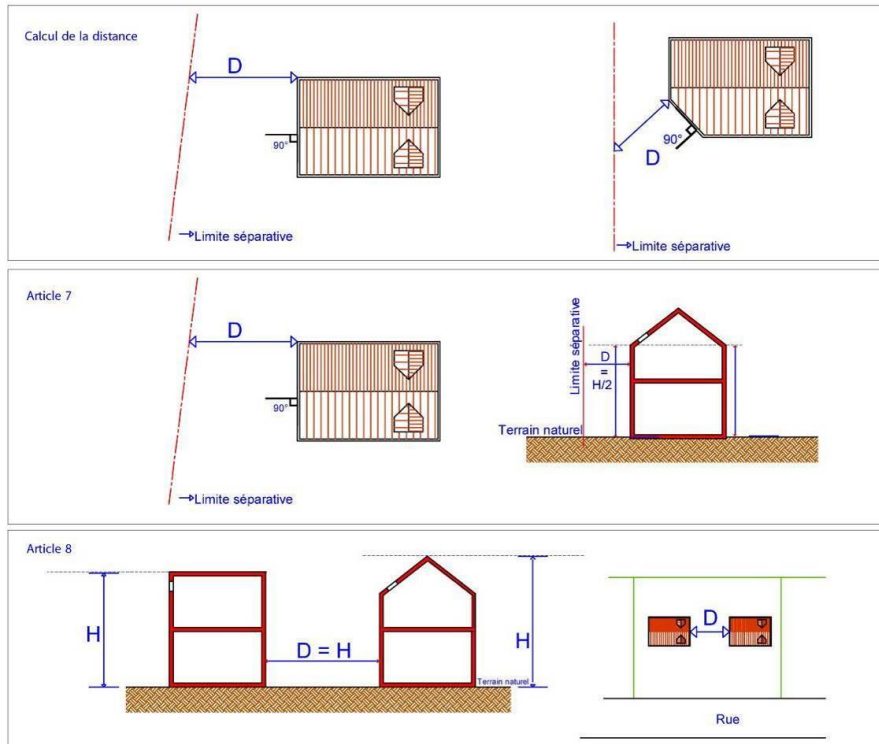 Calcul de la distance
D
90°
Limite séparative
90°
D
Limite séparative
Article 7
D
90°
Limite séparative
Limite séparative
D
=
H/2
Terrain naturel
Article 8
H
D = H
H
Terrain naturel
D
Rue